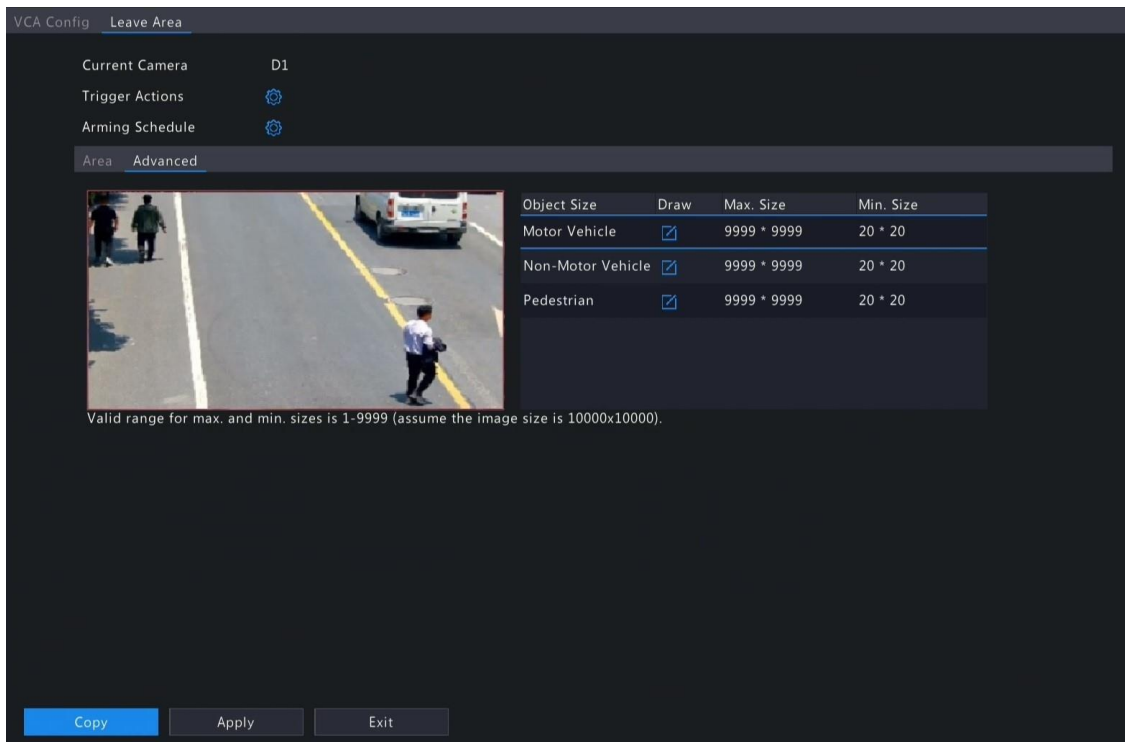 VCA Config Leave Area
Current Camera D1
Trigger Actions
Arming Schedule
Area Advanced
Object Size Draw Max. Size Min. Size
Motor Vehicle 9999 * 9999 20 * 20
Non-Motor Vehicle 9999 * 9999 20 * 20
Pedestrian 9999 * 9999 20 * 20
Valid range for max. and min. sizes is 1-9999 (assume the image size is 10000x10000).
Copy Apply Exit